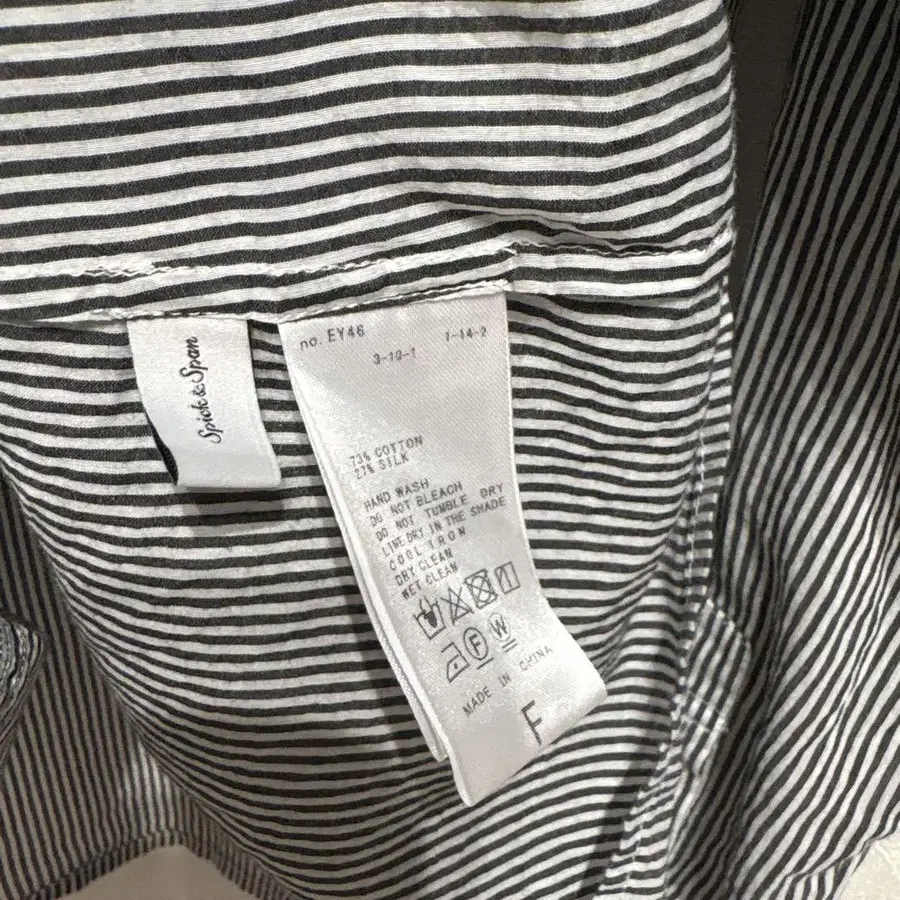 Spick & Span
no. EY46
3-10-1 1-14-2
73% COTTON
27% SILK
HAND WASH
DO NOT BLEACH
DO NOT TUMBLE DRY
LINE DRY IN THE SHADE
COOL IRON
DRY CLEAN
WET CLEAN
F W
MADE IN CHINA
F